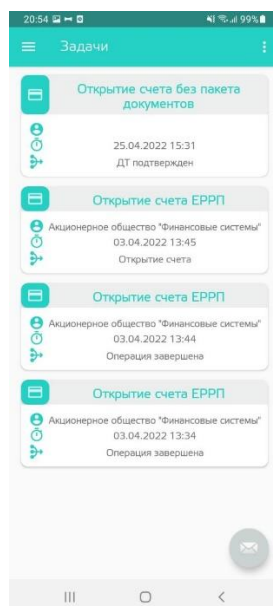 20:54 99%
Задачи
Открытие счета без пакета
документов
25.04.2022 15:31
ДТ подтвержден
Открытие счета ЕРРП
Акционерное общество "Финансовые системы"
03.04.2022 13:45
Открытие счета
Открытие счета ЕРРП
Акционерное общество "Финансовые системы"
03.04.2022 13:44
Операция завершена
Открытие счета ЕРРП
Акционерное общество "Финансовые системы"
03.04.2022 13:34
Операция завершена